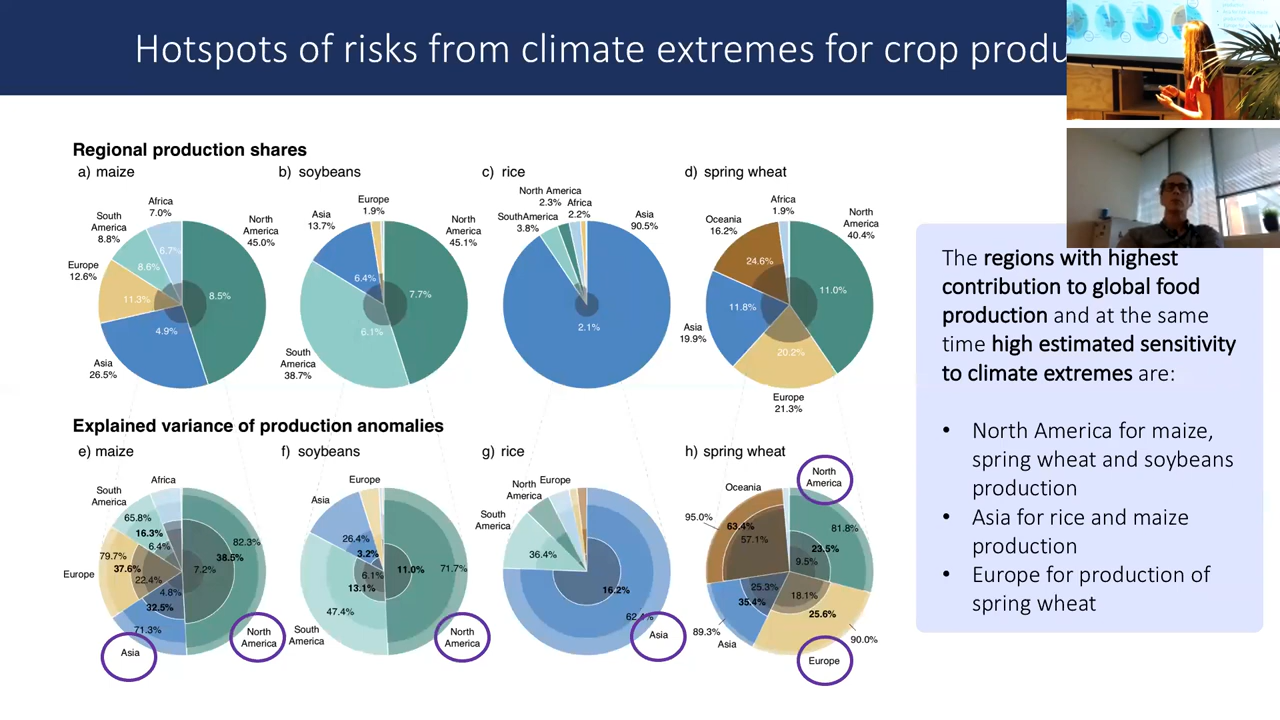 Hotspots of risks from climate extremes for crop
Regional production shares
a) maize
b) soybeans
c) rice
d) spring wheat
Africa
7.0%
South
America
8.8%
Europe
12.6%
Asia
26.5%
North
America
45.0%
6.7%
8.6%
11.3%
4.9%
8.5%
Europe
1.9%
Asia
13.7%
South
America
38.7%
North
America
45.1%
6.4%
6.1%
7.7%
North America
2.3%
Africa
2.2%
SouthAmerica
3.8%
Asia
90.5%
2.1%
Africa
1.9%
Oceania
16.2%
Asia
19.9%
Europe
21.3%
North
America
40.4%
24.6%
11.8%
20.2%
11.0%
Explained variance of production anomalies
e) maize
f) soybeans
g) rice
h) spring wheat
Africa
South
America
Europe
Asia
North
America
65.8%
16.3%
6.4%
79.7%
37.6%
22.4%
4.8%
32.5%
71.3%
82.3%
38.5%
7.2%
Europe
Asia
South
America
North
America
26.4%
3.2%
6.1%
13.1%
47.4%
11.0%
71.7%
North
America
Europe
South
America
Asia
36.4%
16.2%
Oceania
North
America
Asia
Europe
95.0%
63.4%
57.1%
81.8%
23.5%
9.5%
25.3%
35.4%
89.3%
18.1%
25.6%
90.0%
The regions with highest
contribution to global food
production and at the same
time high estimated sensitivity
to climate extremes are:
• North America for maize,
spring wheat and soybeans
production
• Asia for rice and maize
production
• Europe for production of
spring wheat